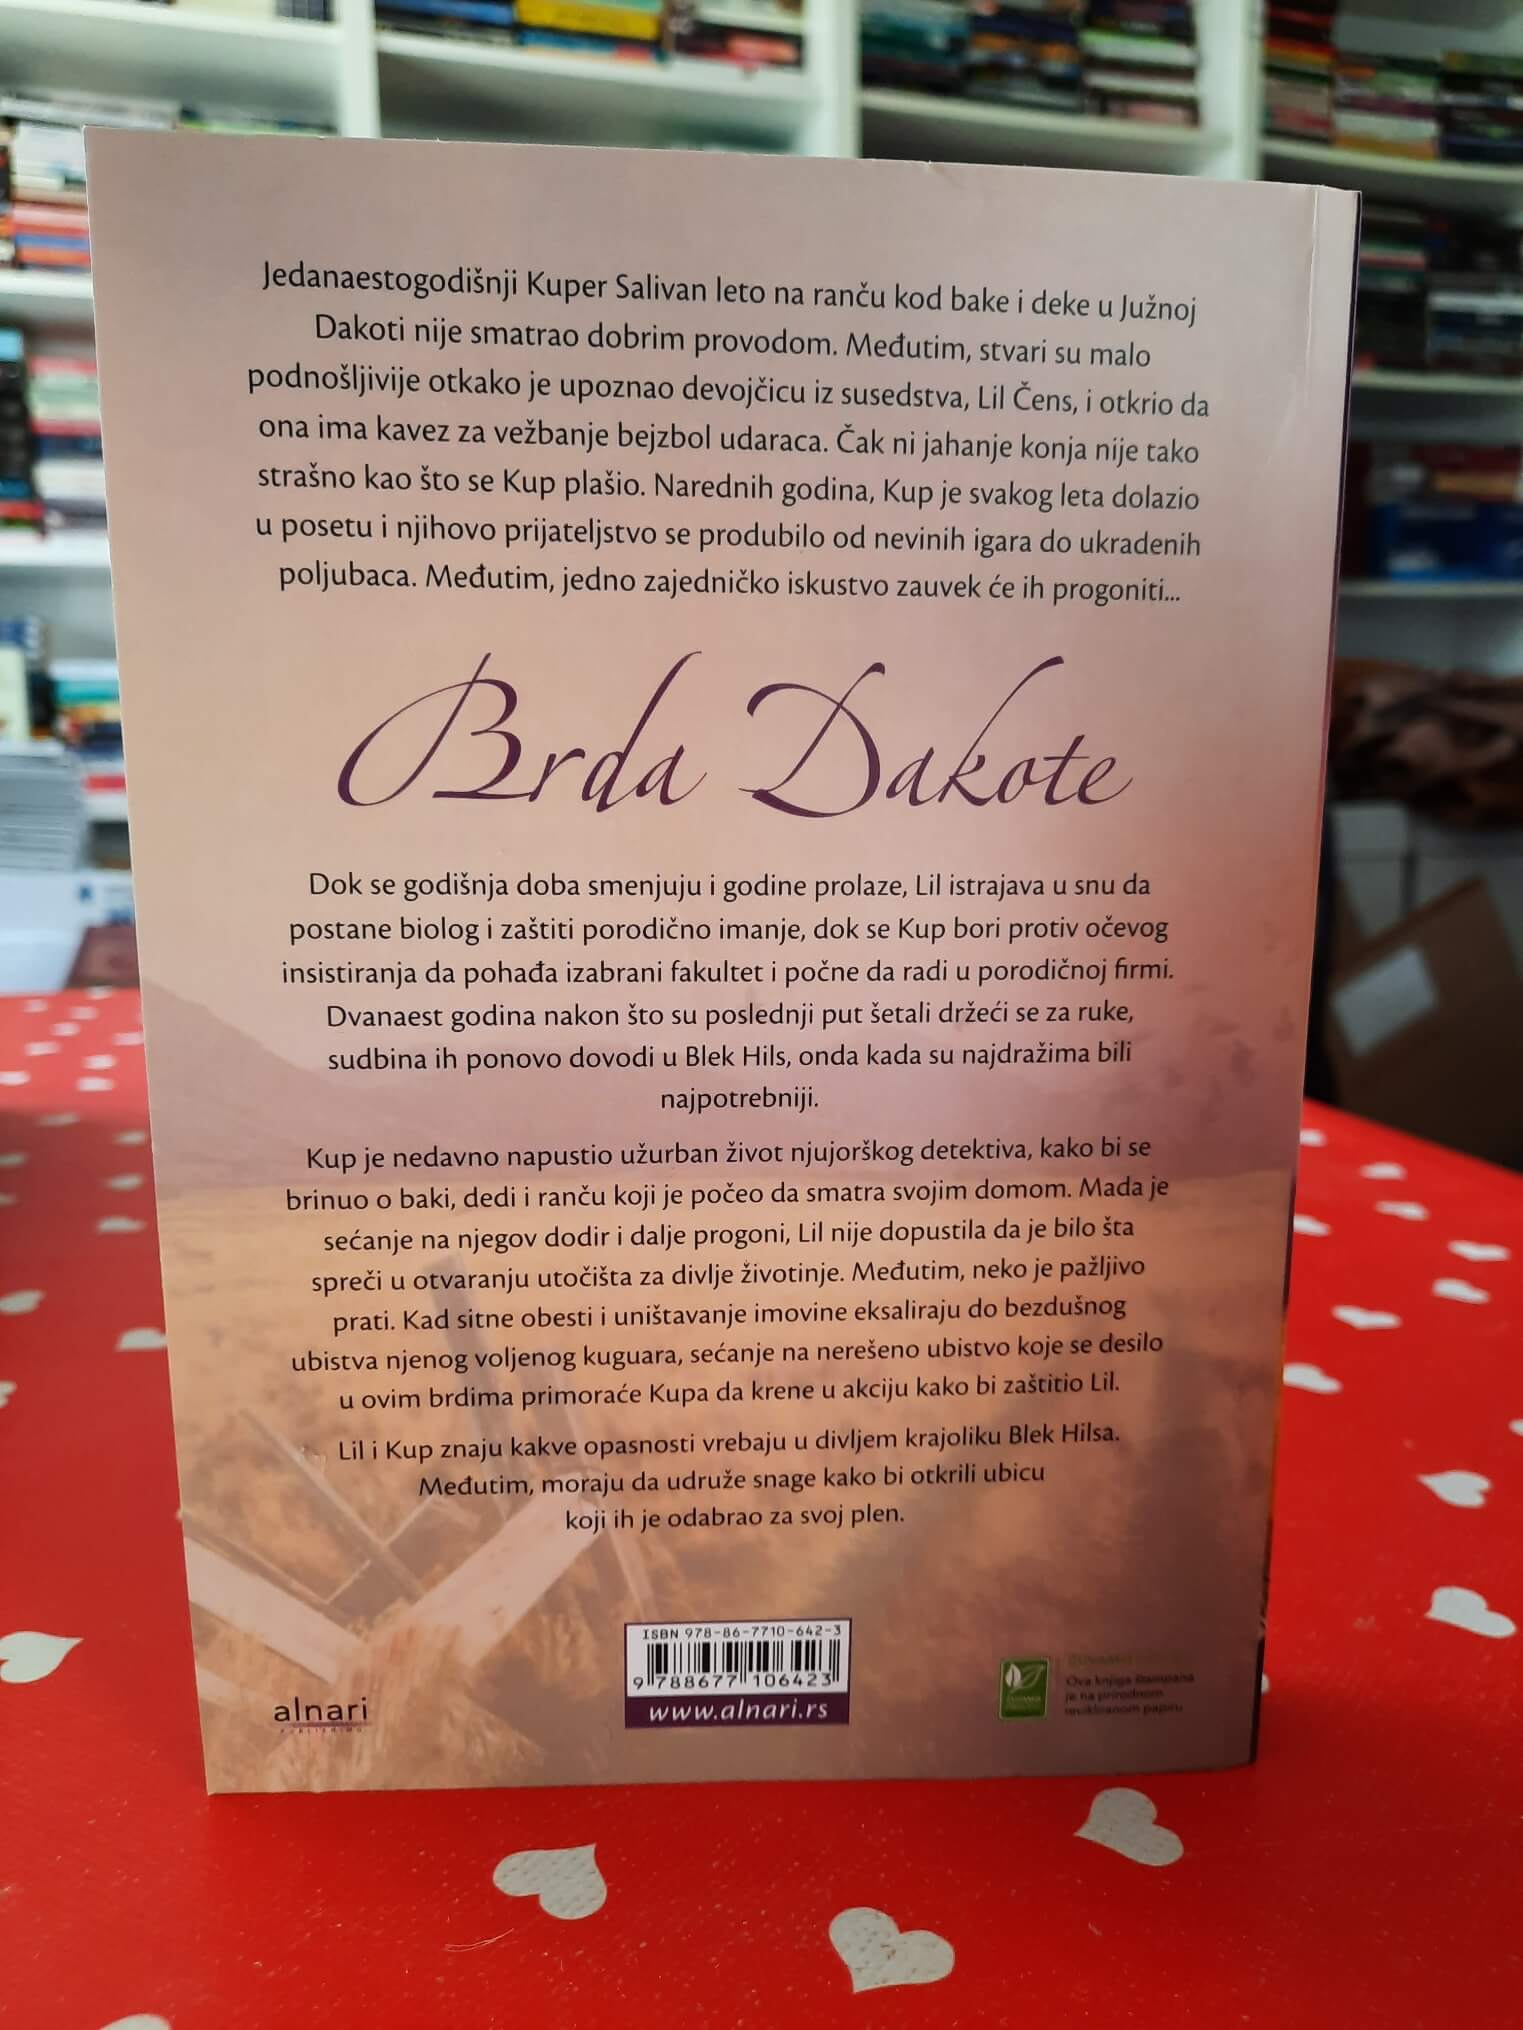 Jedanaestogodišnji Kuper Salivan leto na ranču kod bake i deke u Južnoj
Dakoti nije smatrao dobrim provodom. Međutim, stvari su malo
podnošljivije otkako je upoznao devojčicu iz susedstva, Lil Čens, i otkrio da
ona ima kavez za vežbanje bejzbol udaraca. Čak ni jahanje konja nije tako
strašno kao što se Kup plašio. Narednih godina, Kup je svakog leta dolazio
u posetu i njihovo prijateljstvo se produbilo od nevinih igara do ukradenih
poljubaca. Međutim, jedno zajedničko iskustvo zauvek će ih progoniti...
Brda Dakote
Dok se godišnja doba smenjuju i godine prolaze, Lil istrajava u snu da
postane biolog i zaštiti porodično imanje, dok se Kup bori protiv očevog
insistiranja da pohađa izabrani fakultet i počne da radi u porodičnoj firmi.
Dvanaest godina nakon što su poslednji put šetali držeći se za ruke,
sudbina ih ponovo dovodi u Blek Hils, onda kada su najdražima bili
najpotrebniji.
Kup je nedavno napustio užurban život njujorškog detektiva, kako bi se
brinuo o baki, dedi i ranču koji je počeo da smatra svojim domom. Mada je
sećanje na njegov dodir i dalje progoni, Lil nije dopustila da je bilo šta
spreči u otvaranju utočišta za divlje životinje. Međutim, neko je pažljivo
prati. Kad sitne obesti i uništavanje imovine eksaliraju do bezdušnog
ubistva njenog voljenog kuguara, sećanje na nerešeno ubistvo koje se desilo
u ovim brdima primoraće Kupa da krene u akciju kako bi zaštitio Lil.
Lil i Kup znaju kakve opasnosti vrebaju u divljem krajoliku Blek Hilsa.
Međutim, moraju da udruže snage kako bi otkrili ubicu
koji ih je odabrao za svoj plen.
ISBN 978-86-7710-642-3
9 788677 106423
www.alnari.rs
alnari
PUBLISHING
Ova knjiga štampana
je na prirodnom
recikliranom papiru